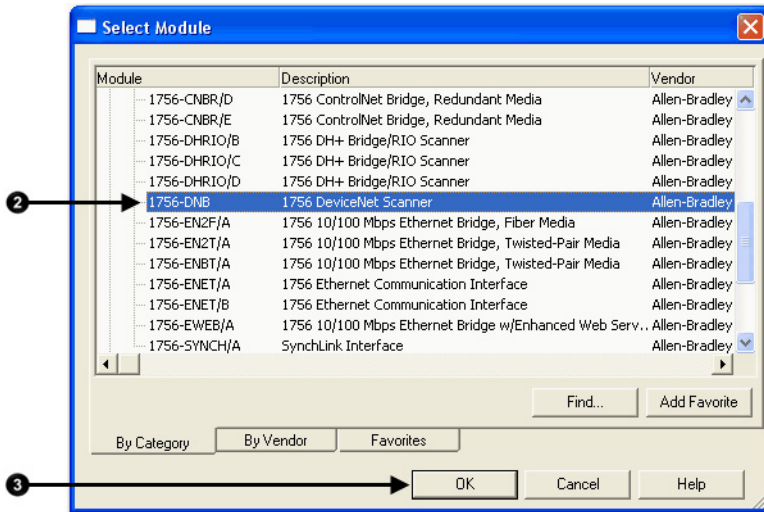 Select Module
Module Description Vendor
1756-CNBR/D 1756 ControlNet Bridge, Redundant Media Allen-Bradley
1756-CNBR/E 1756 ControlNet Bridge, Redundant Media Allen-Bradley
1756-DHRIO/B 1756 DH+ Bridge/RIO Scanner Allen-Bradley
1756-DHRIO/C 1756 DH+ Bridge/RIO Scanner Allen-Bradley
1756-DHRIO/D 1756 DH+ Bridge/RIO Scanner Allen-Bradley
2 1756-DNB 1756 DeviceNet Scanner Allen-Bradley
1756-EN2F/A 1756 10/100 Mbps Ethernet Bridge, Fiber Media Allen-Bradley
1756-EN2T/A 1756 10/100 Mbps Ethernet Bridge, Twisted-Pair Media Allen-Bradley
1756-ENBT/A 1756 10/100 Mbps Ethernet Bridge, Twisted-Pair Media Allen-Bradley
1756-ENET/A 1756 Ethernet Communication Interface Allen-Bradley
1756-ENET/B 1756 Ethernet Communication Interface Allen-Bradley
1756-EWEB/A 1756 10/100 Mbps Ethernet Bridge w/Enhanced Web Serv.. Allen-Bradley
1756-SYNCH/A SynchLink Interface Allen-Bradley
Find... Add Favorite
By Category By Vendor Favorites
3 OK Cancel Help